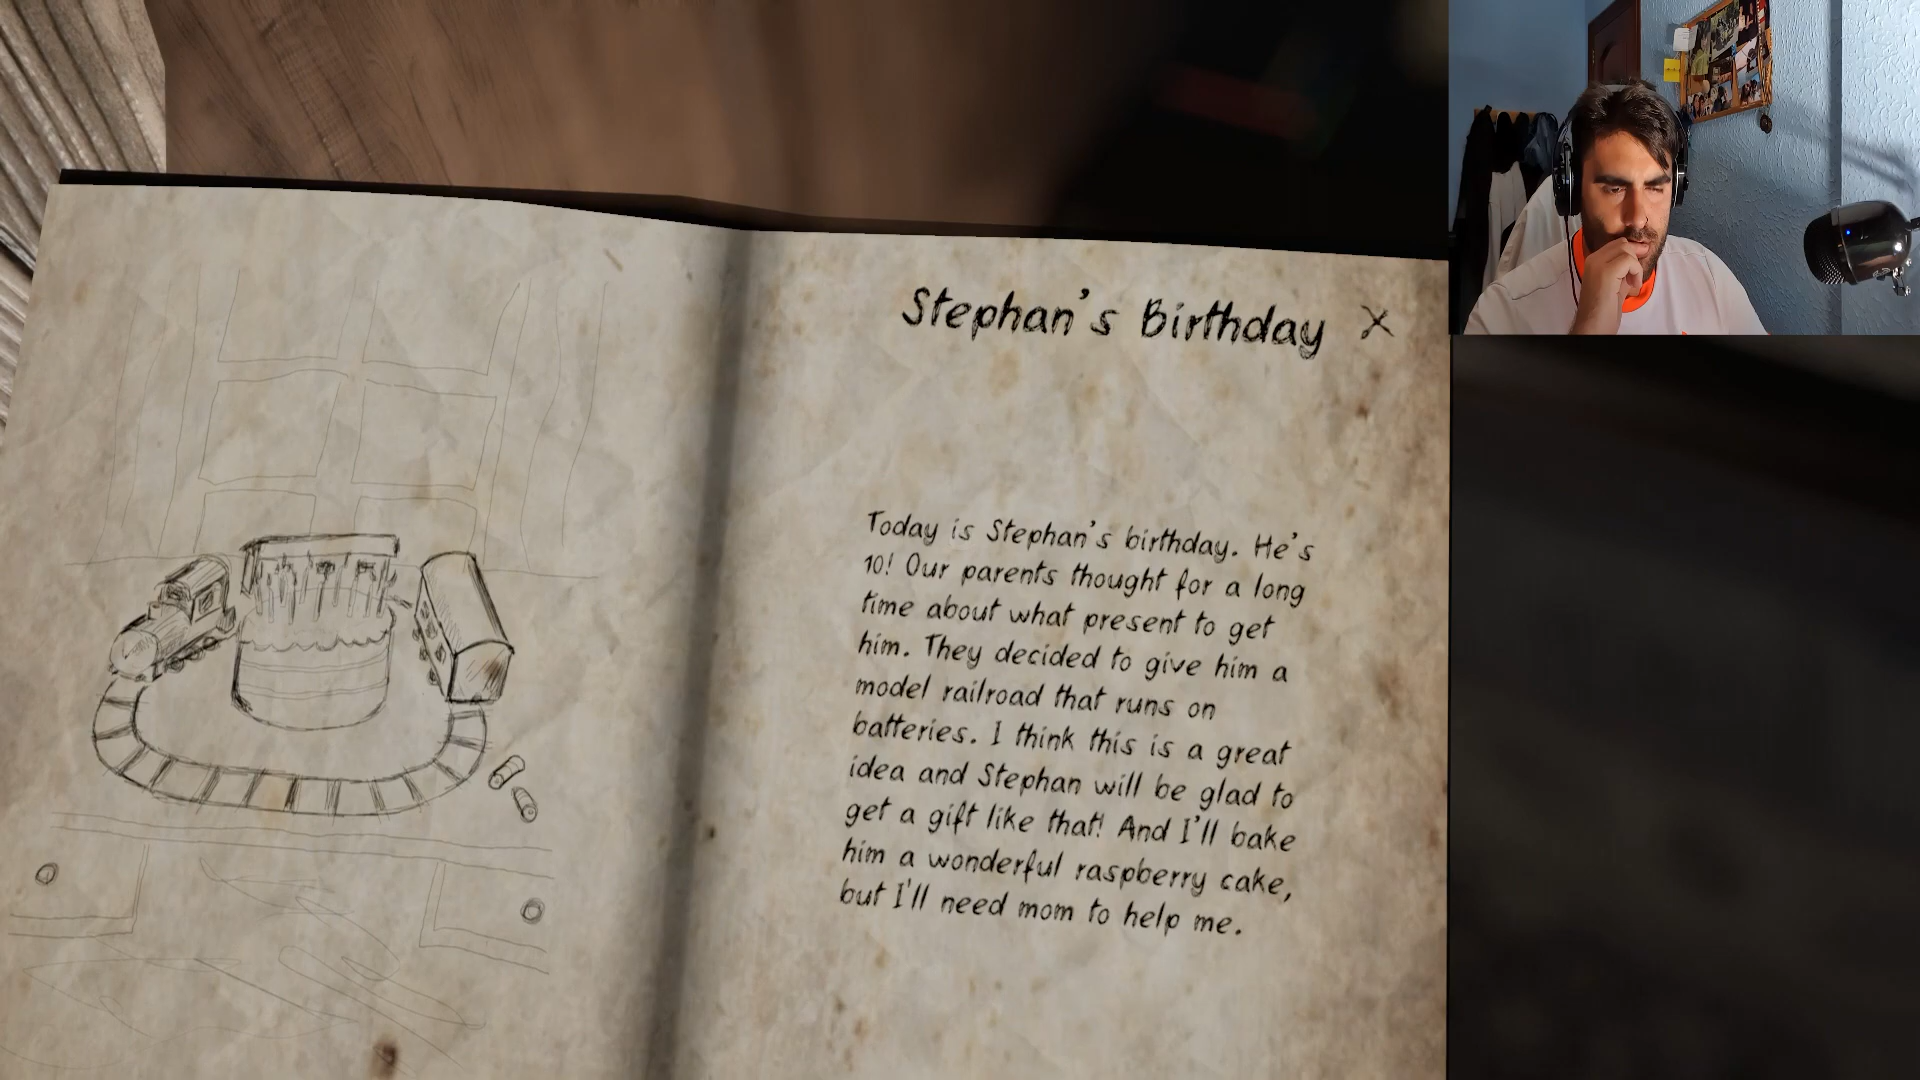 Stephan's Birthday X
Today is Stephan's birthday. He's
10! Our parents thought for a long
time about what present to get
him. They decided to give him a
model railroad that runs on
batteries. I think this is a great
idea and Stephan will be glad to
get a gift like that! And I'll bake
him a wonderful raspberry cake,
but I'll need mom to help me.